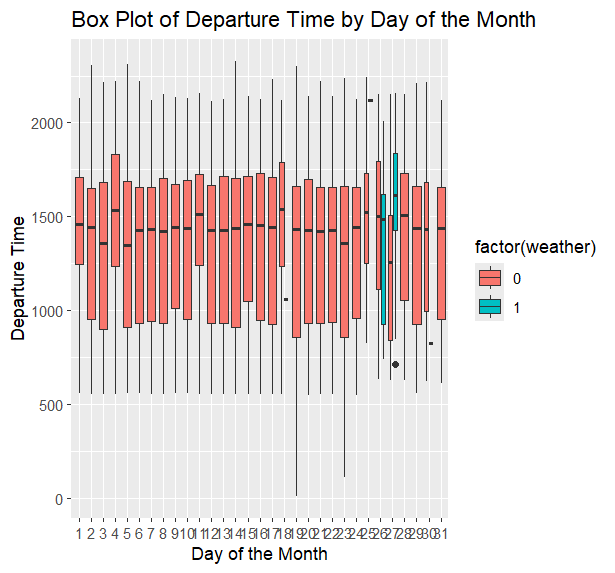 Box Plot of Departure Time by Day of the Month
Departure Time
2000
1500
1000
500
0
1 2 3 4 5 6 7 8 9 10 11 12 13 14 15 16 17 18 19 20 21 22 23 24 25 26 27 28 29 30 31
Day of the Month
factor(weather)
0
1